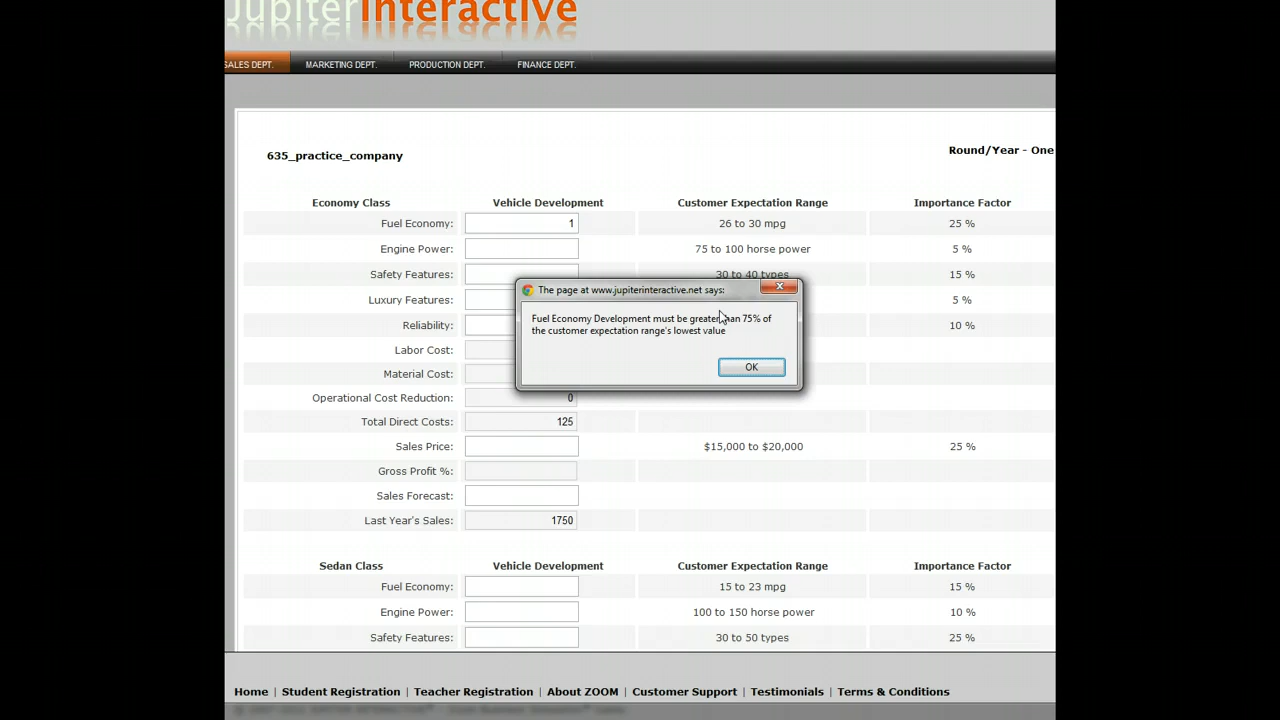 JupiterInteractive
SALES DEPT. MARKETING DEPT. PRODUCTION DEPT. FINANCE DEPT.
635_practice_company Round/Year - One
Economy Class Vehicle Development Customer Expectation Range Importance Factor
Fuel Economy: 1 26 to 30 mpg 25 %
Engine Power: 75 to 100 horse power 5 %
Safety Features: 30 to 40 types 15 %
Luxury Features: 5 %
Reliability: 10 %
Labor Cost:
Material Cost:
Operational Cost Reduction: 0
Total Direct Costs: 125
Sales Price: $15,000 to $20,000 25 %
Gross Profit %:
Sales Forecast:
Last Year's Sales: 1750
The page at www.jupiterinteractive.net says:
Fuel Economy Development must be greater than 75% of
the customer expectation range's lowest value
OK
Sedan Class Vehicle Development Customer Expectation Range Importance Factor
Fuel Economy: 15 to 23 mpg 15 %
Engine Power: 100 to 150 horse power 10 %
Safety Features: 30 to 50 types 25 %
Home | Student Registration | Teacher Registration | About ZOOM | Customer Support | Testimonials | Terms & Conditions